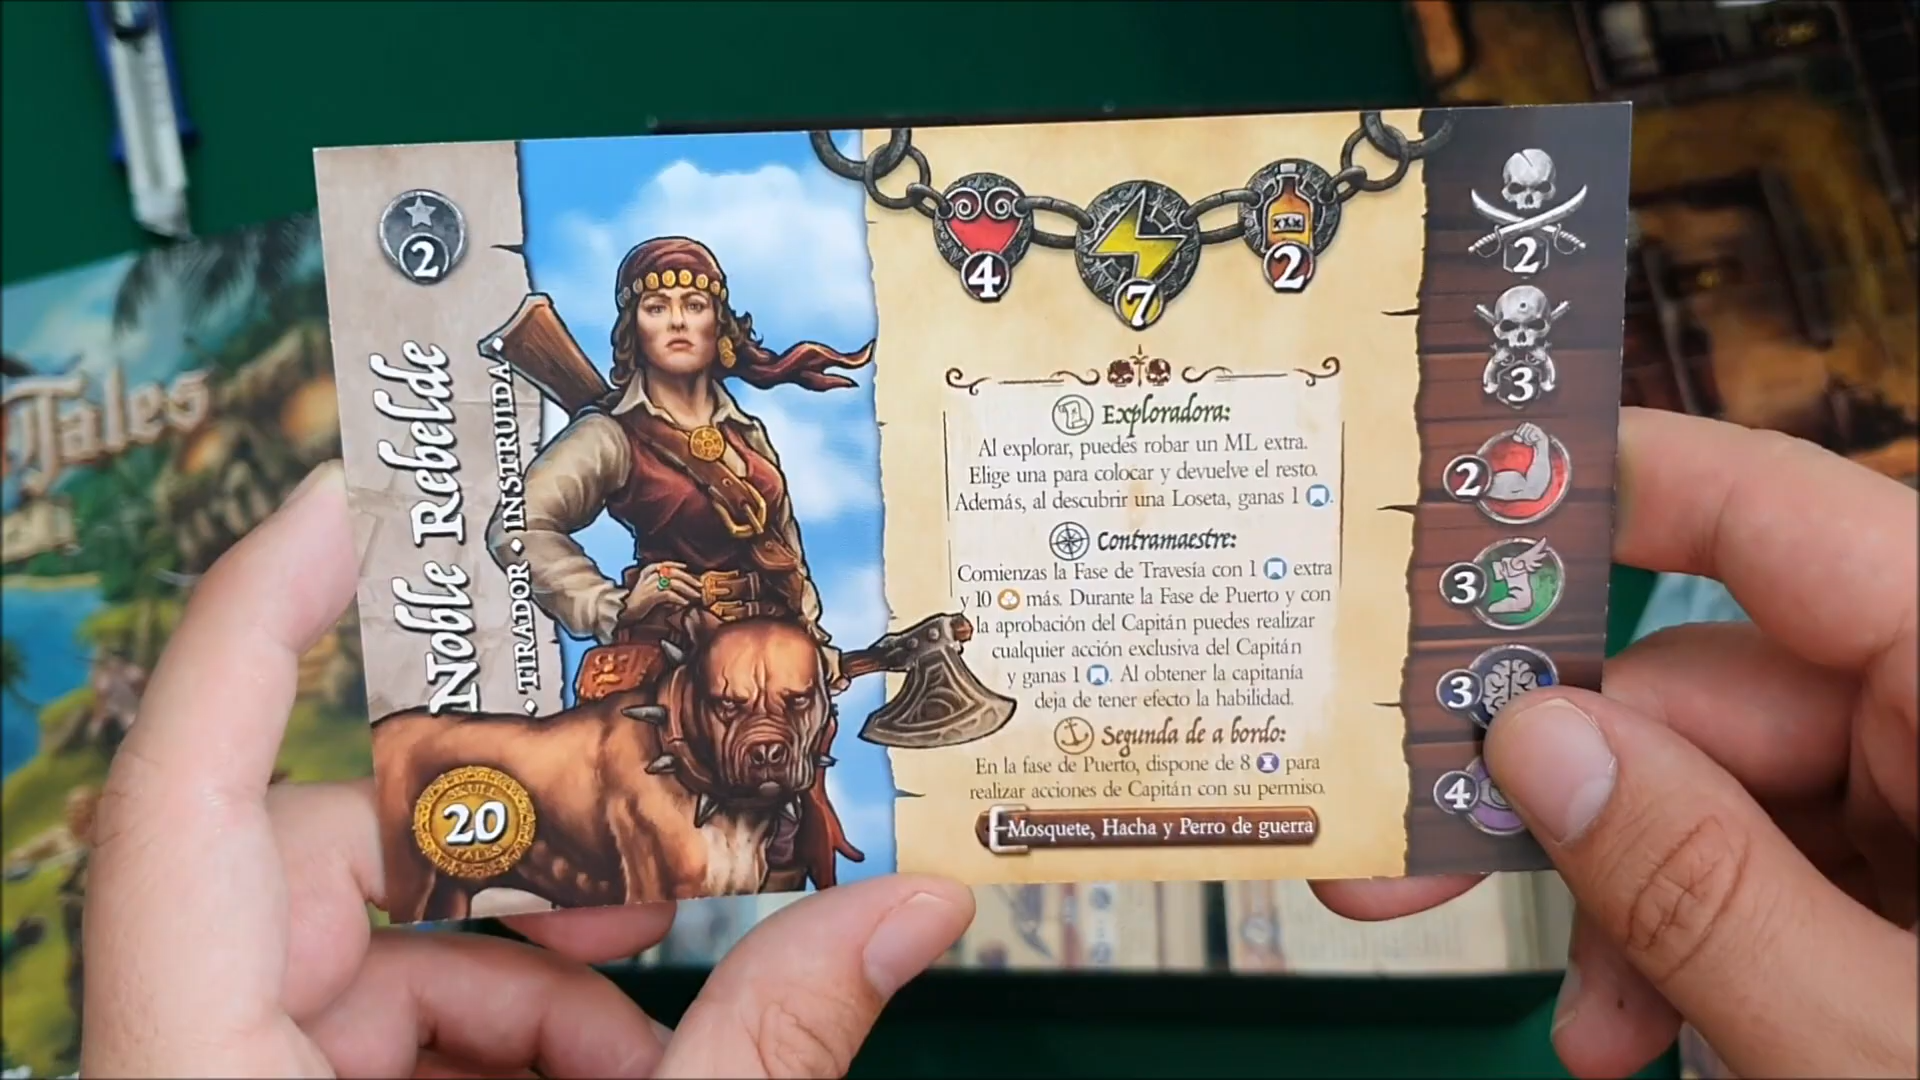 Tales
2
Noble Rebelde
• TIRADOR • INSTRUIDA •
SKULL
20
TALES
4
7
XXX
2
Exploradora:
Al explorar, puedes robar un ML extra.
Elige una para colocar y devuelve el resto.
Además, al descubrir una Loseta, ganas 1 .
Contramaestre:
Comienzas la Fase de Travesía con 1 extra
y 10 más. Durante la Fase de Puerto y con
la aprobación del Capitán puedes realizar
cualquier acción exclusiva del Capitán
y ganas 1 . Al obtener la capitanía
deja de tener efecto la habilidad.
Segunda de a bordo:
En la fase de Puerto, dispone de 8 para
realizar acciones de Capitán con su permiso.
Mosquete, Hacha y Perro de guerra
2
3
2
3
3
4